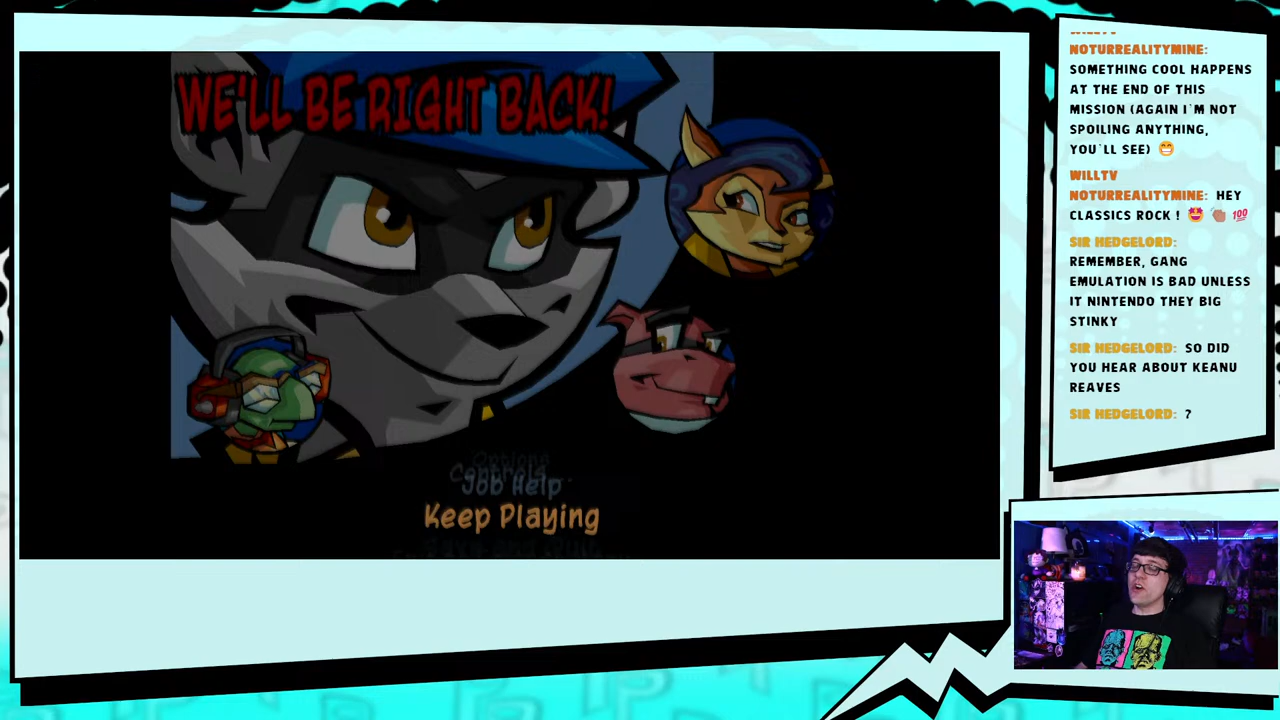 WE'LL BE RIGHT BACK!
Options
Controls...
Job Help
Keep Playing
NOTURREALITYMINE:
SOMETHING COOL HAPPENS
AT THE END OF THIS
MISSION (AGAIN I'M NOT
SPOILING ANYTHING,
YOU'LL SEE) 😁
WILLTV
NOTURREALITYMINE: HEY
CLASSICS ROCK ! 🤩 👏🏽 💯
SIR HEDGELORD:
REMEMBER, GANG
EMULATION IS BAD UNLESS
IT NINTENDO THEY BIG
STINKY
SIR HEDGELORD: SO DID
YOU HEAR ABOUT KEANU
REAVES
SIR HEDGELORD: ?